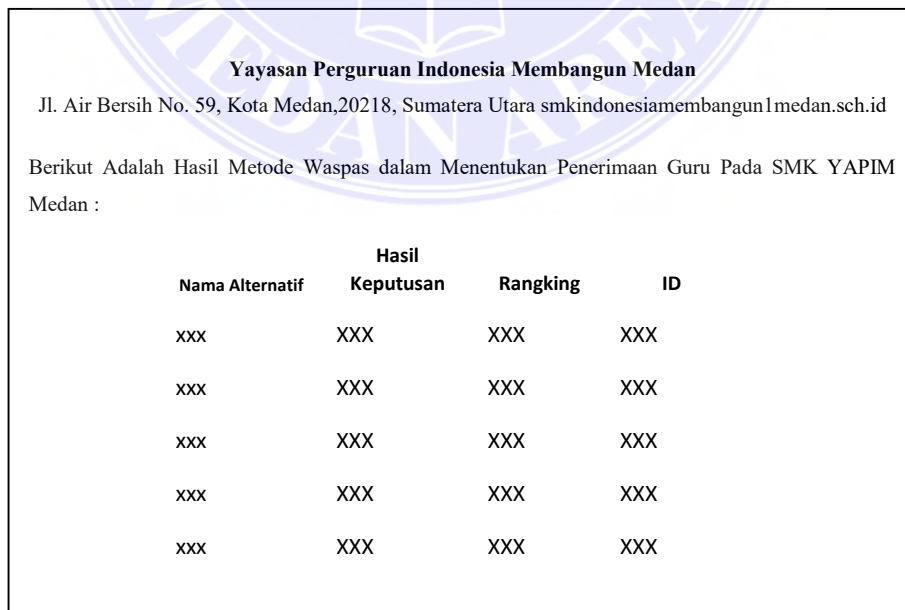 MEDAN AREA
Yayasan Perguruan Indonesia Membangun Medan
Jl. Air Bersih No. 59, Kota Medan,20218, Sumatera Utara smkindonesiamembangun1medan.sch.id
Berikut Adalah Hasil Metode Waspas dalam Menentukan Penerimaan Guru Pada SMK YAPIM
Medan :
Nama Alternatif Hasil Keputusan Rangking ID
xxx XXX XXX XXX
xxx XXX XXX XXX
xxx XXX XXX XXX
xxx XXX XXX XXX
xxx XXX XXX XXX